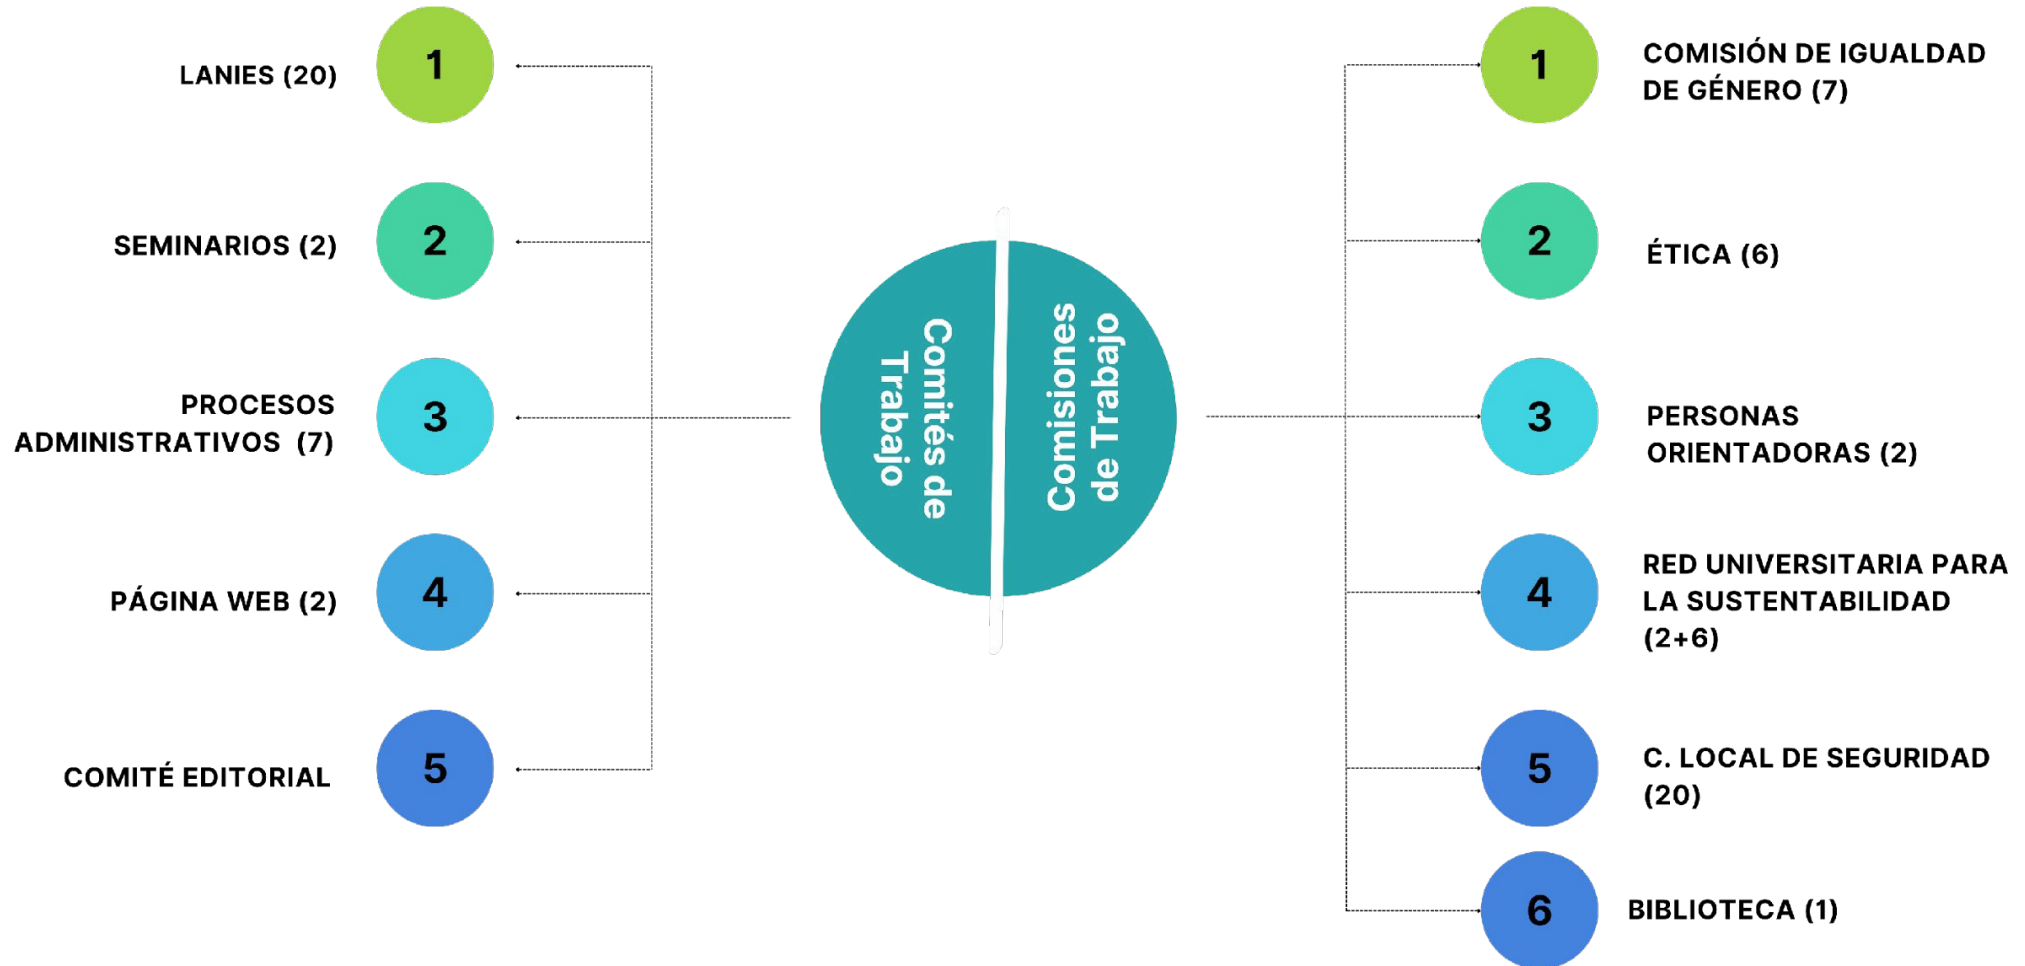 LANIES (20)
1
SEMINARIOS (2)
2
PROCESOS
ADMINISTRATIVOS (7)
3
PÁGINA WEB (2)
4
COMITÉ EDITORIAL
5
Comités de
Trabajo
Comisiones
de Trabajo
1
COMISIÓN DE IGUALDAD
DE GÉNERO (7)
2
ÉTICA (6)
3
PERSONAS
ORIENTADORAS (2)
4
RED UNIVERSITARIA PARA
LA SUSTENTABILIDAD
(2+6)
5
C. LOCAL DE SEGURIDAD
(20)
6
BIBLIOTECA (1)